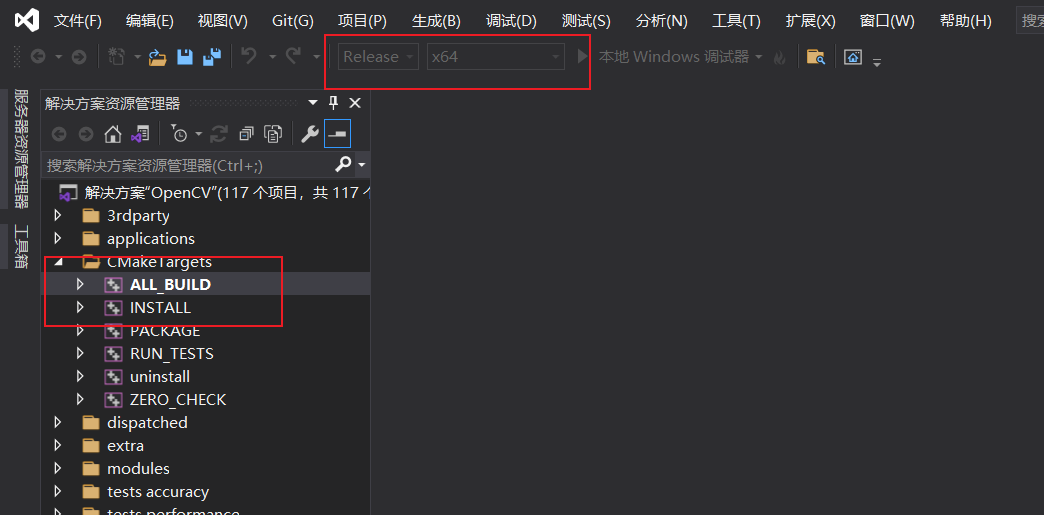 文件(F) 编辑(E) 视图(V) Git(G) 项目(P) 生成(B) 调试(D) 测试(S) 分析(N) 工具(T) 扩展(X) 窗口(W) 帮助(H)
Release x64 本地 Windows 调试器
服务器资源管理器
工具箱
解决方案资源管理器
搜索解决方案资源管理器(Ctrl+;)
解决方案"OpenCV"(117 个项目，共 117 个
3rdparty
applications
CMakeTargets
ALL_BUILD
INSTALL
PACKAGE
RUN_TESTS
uninstall
ZERO_CHECK
dispatched
extra
modules
tests accuracy
tests performance